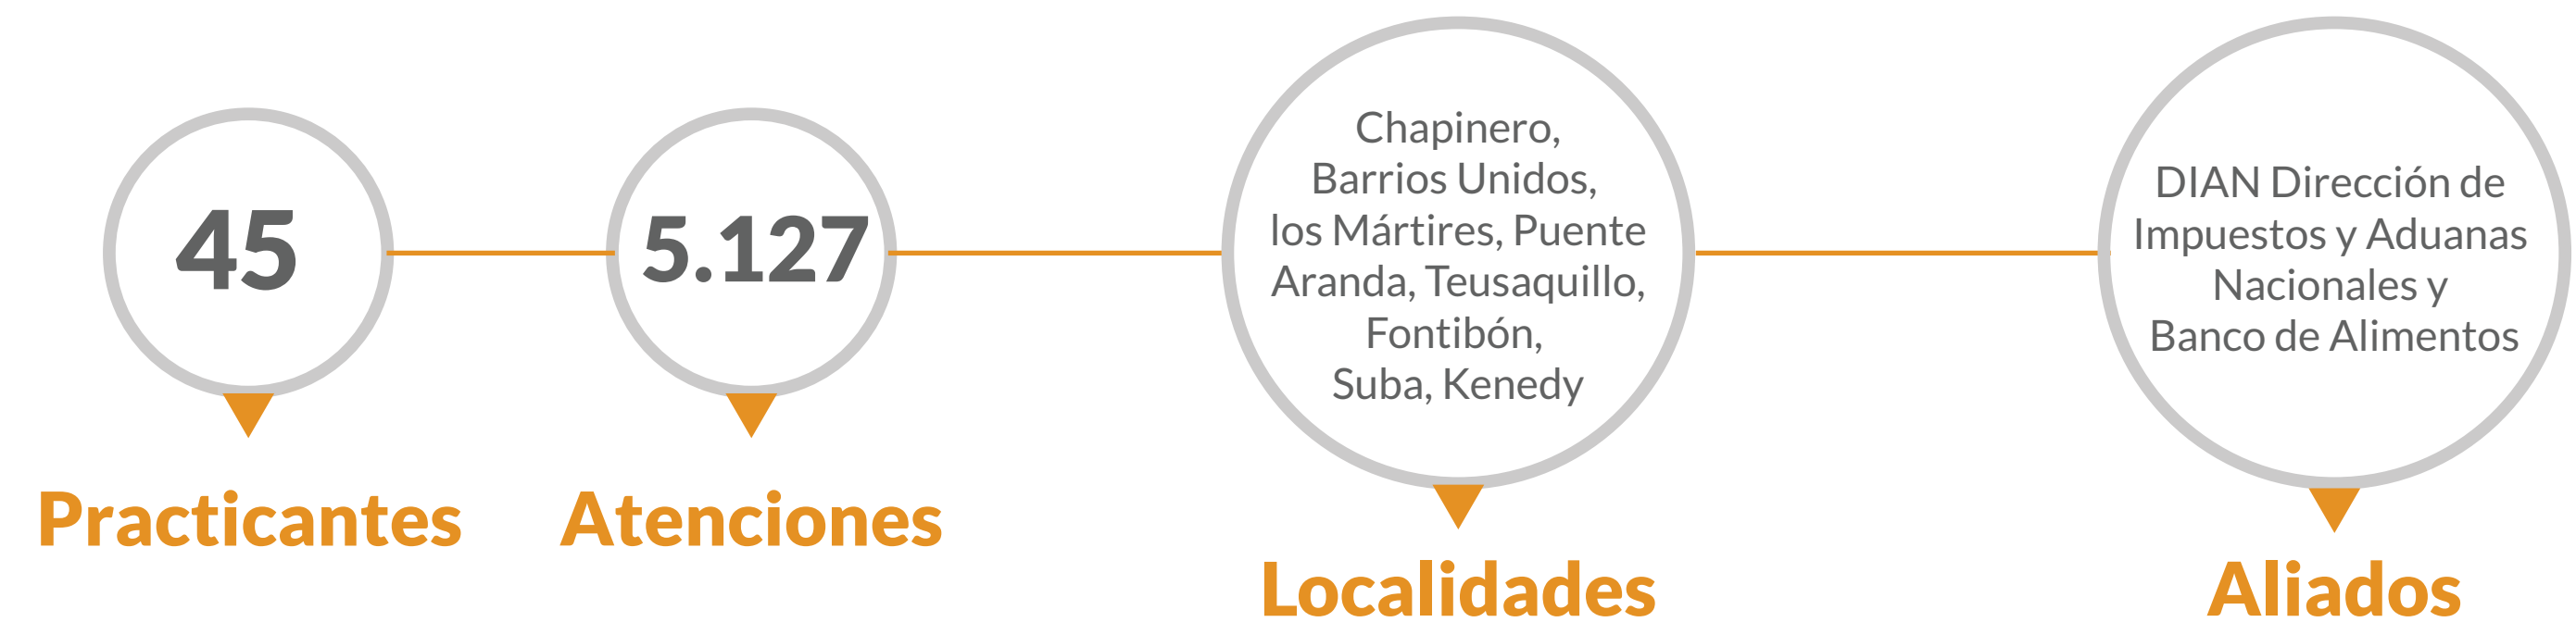 45
Practicantes
5.127
Atenciones
Chapinero,
Barrios Unidos,
los Mártires, Puente
Aranda, Teusaquillo,
Fontibón,
Suba, Kenedy
Localidades
DIAN Dirección de
Impuestos y Aduanas
Nacionales y
Banco de Alimentos
Aliados